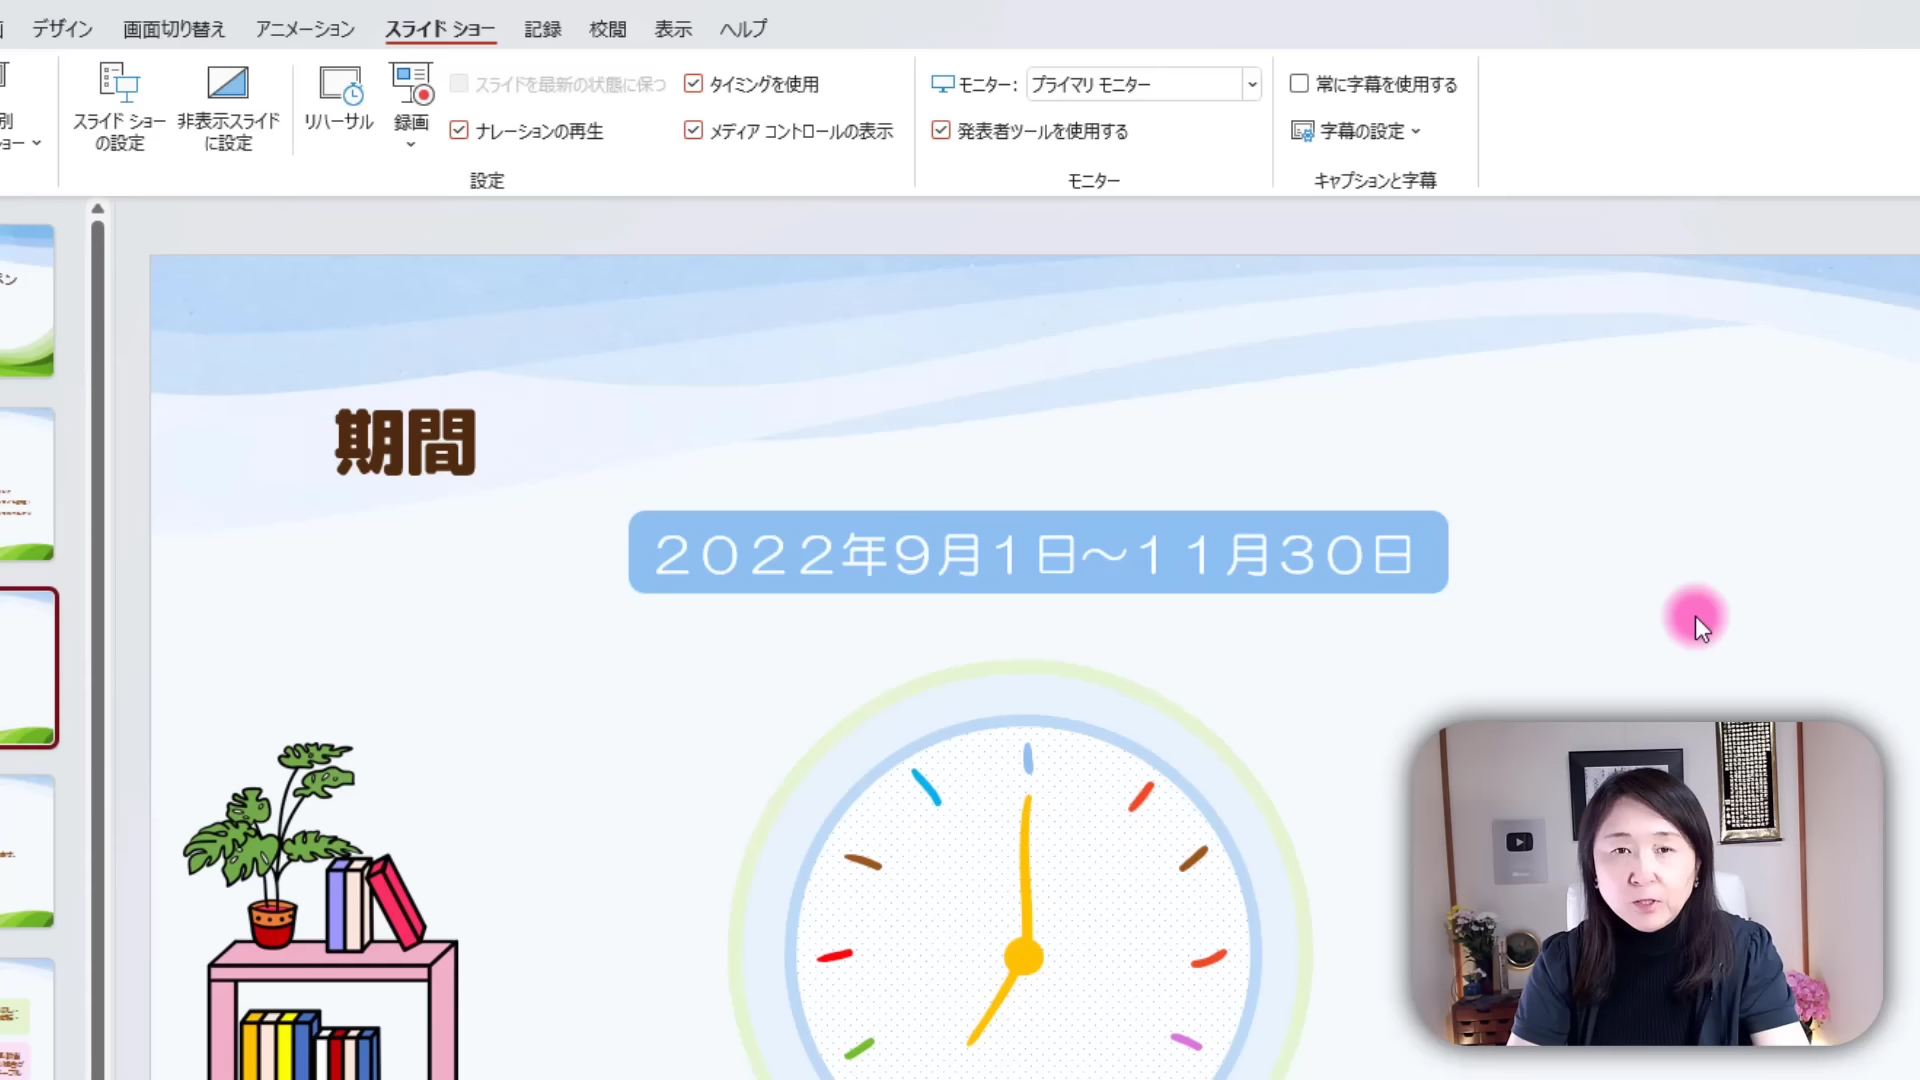 デザイン 画面切り替え アニメーション スライド ショー 記録 校閲 表示 ヘルプ
スライド ショー
の設定
非表示スライド
に設定
リハーサル
録画
スライドを最新の状態に保つ
ナレーションの再生
タイミングを使用
メディア コントロールの表示
設定
モニター: プライマリ モニター
発表者ツールを使用する
モニター
常に字幕を使用する
字幕の設定
キャプションと字幕
期間
２０２２年９月１日～１１月３０日